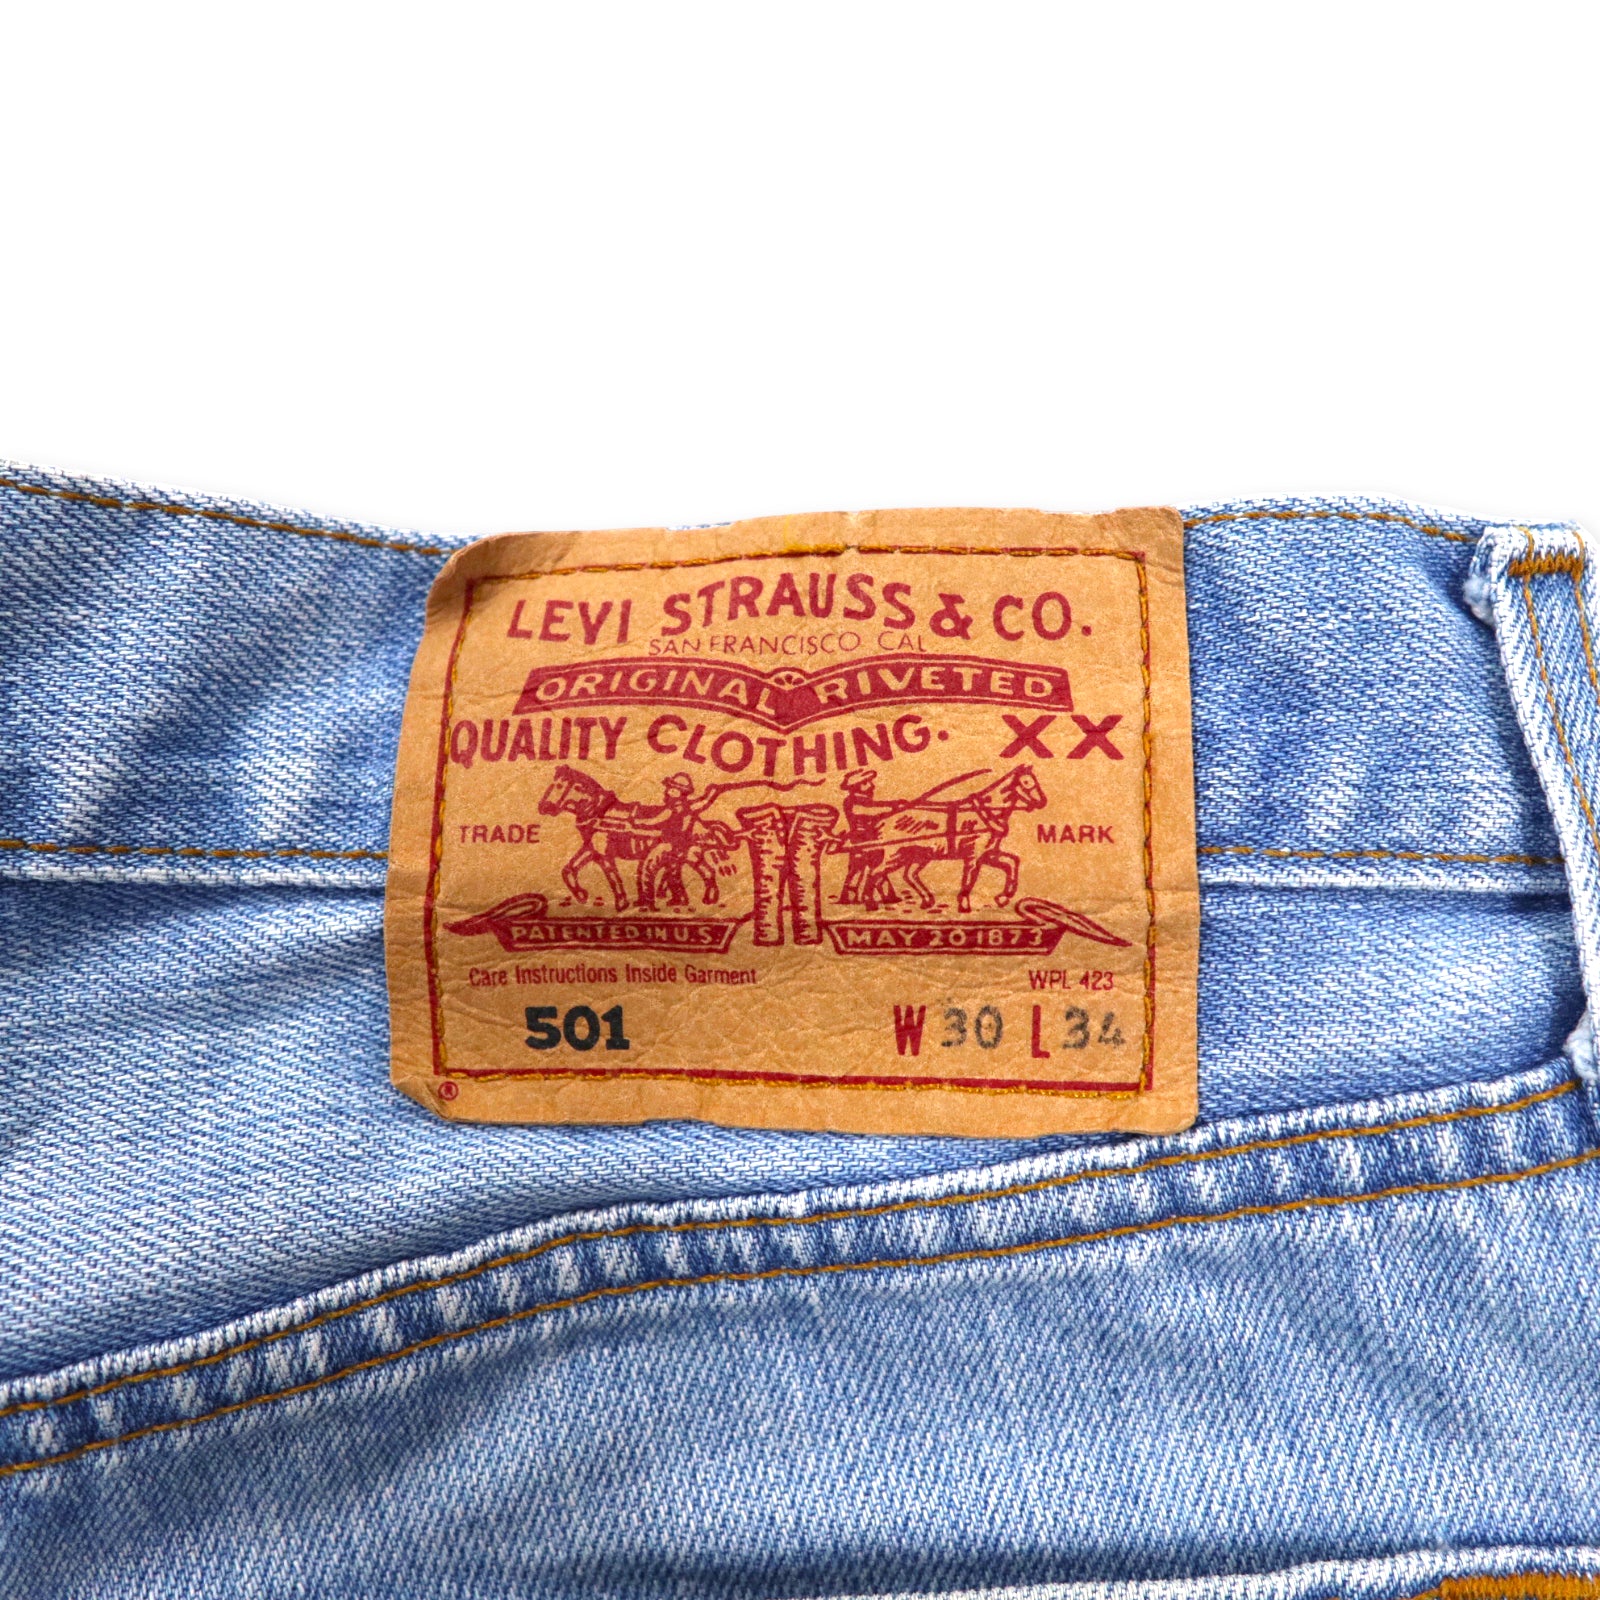 LEVI STRAUSS & CO.
SAN FRANCISCO CAL
ORIGINAL RIVETED
QUALITY CLOTHING. XX
TRADE MARK
PATENTED IN U.S. MAY 20 1873
Care Instructions Inside Garment WPL 423
501 W 30 L 34
®